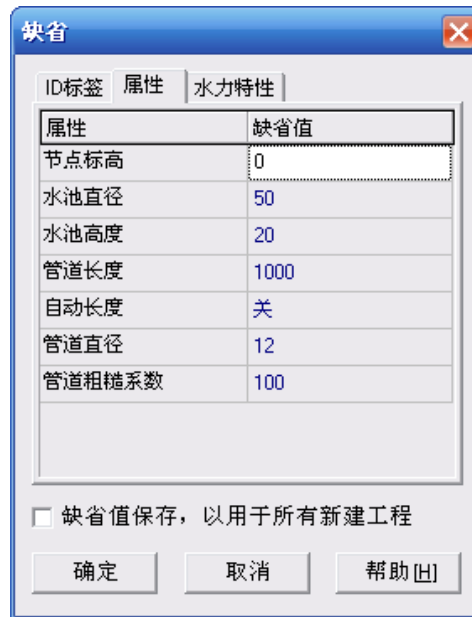 缺省
ID标签 属性 水力特性
属性 缺省值
节点标高 0
水池直径 50
水池高度 20
管道长度 1000
自动长度 关
管道直径 12
管道粗糙系数 100
缺省值保存，以用于所有新建工程
确定 取消 帮助[H]